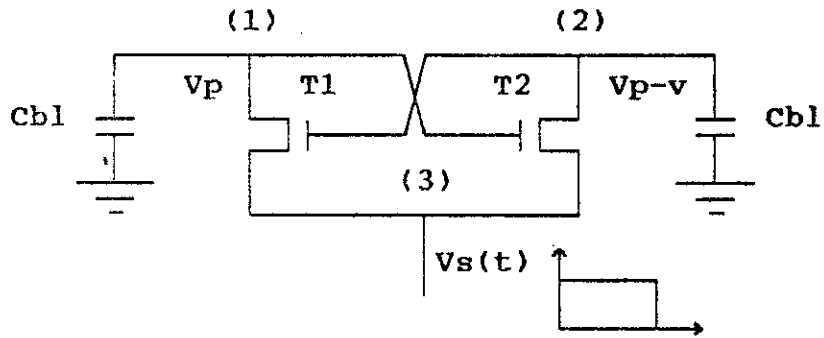 (1) (2)
Vp T1 T2 Vp-v
Cbl Cbl
(3)
Vs(t)